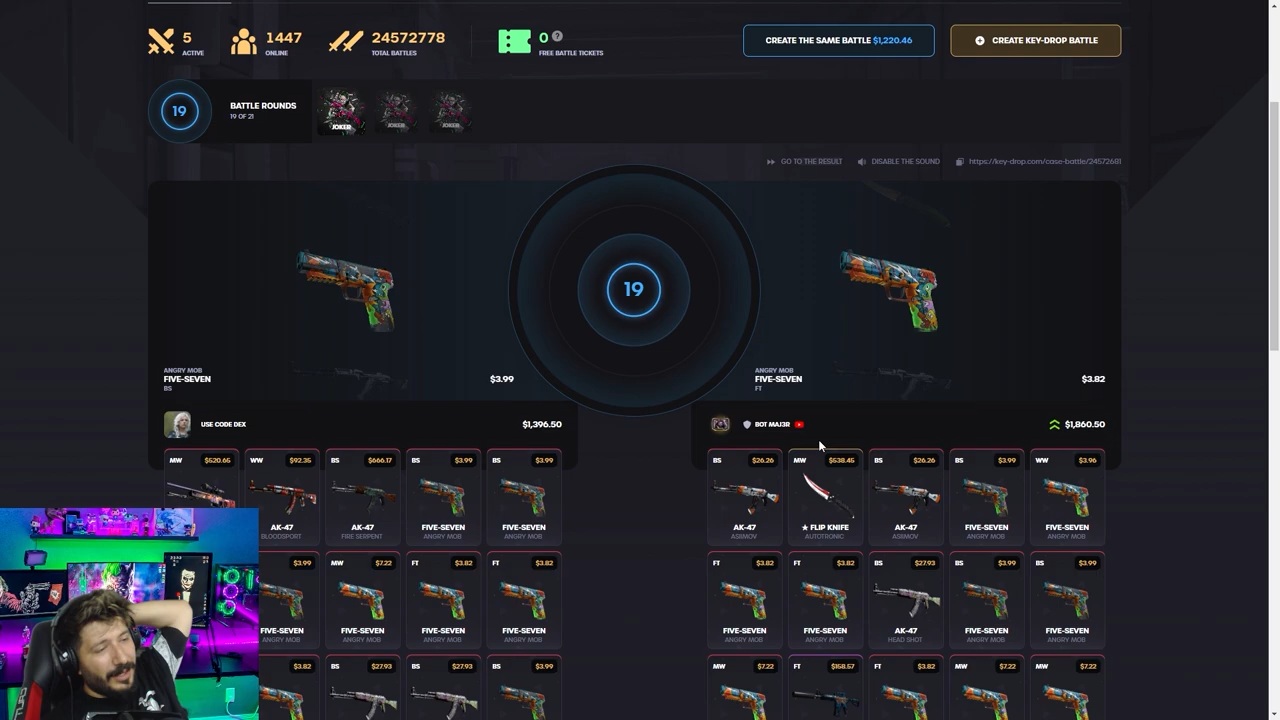 5
ACTIVE
1447
ONLINE
24572778
TOTAL BATTLES
0 ?
FREE BATTLE TICKETS
CREATE THE SAME BATTLE $1,220.46
CREATE KEY-DROP BATTLE
19
BATTLE ROUNDS
19 OF 21
JOKER
JOKER
JOKER
GO TO THE RESULT
DISABLE THE SOUND
https://key-drop.com/case-battle/24572661
19
ANGRY MOB
FIVE-SEVEN
BS
$3.99
ANGRY MOB
FIVE-SEVEN
FT
$3.82
USE CODE DEX
$1,396.50
BOT MAJ3R
$1,860.50
MW $520.65
WW $92.35
BS $666.17
BS $3.99
BS $3.99
AK-47
AK-47
FIVE-SEVEN
FIVE-SEVEN
BLOODSPORT
FIRE SERPENT
ANGRY MOB
ANGRY MOB
BS $26.26
MW $538.45
BS $26.26
BS $3.99
WW $3.96
AK-47
★ FLIP KNIFE
AK-47
FIVE-SEVEN
FIVE-SEVEN
ASIIMOV
AUTOTRONIC
ASIIMOV
ANGRY MOB
ANGRY MOB
$3.99
MW $7.22
FT $3.82
FT $3.82
FIVE-SEVEN
FIVE-SEVEN
FIVE-SEVEN
FIVE-SEVEN
ANGRY MOB
ANGRY MOB
ANGRY MOB
ANGRY MOB
FT $3.82
FT $3.82
BS $27.93
BS $3.99
BS $3.99
FIVE-SEVEN
FIVE-SEVEN
AK-47
FIVE-SEVEN
FIVE-SEVEN
ANGRY MOB
ANGRY MOB
HEAD SHOT
ANGRY MOB
ANGRY MOB
$3.82
BS $27.93
BS $27.93
BS $3.99
MW $7.22
FT $158.57
FT $3.82
MW $7.22
MW $7.22